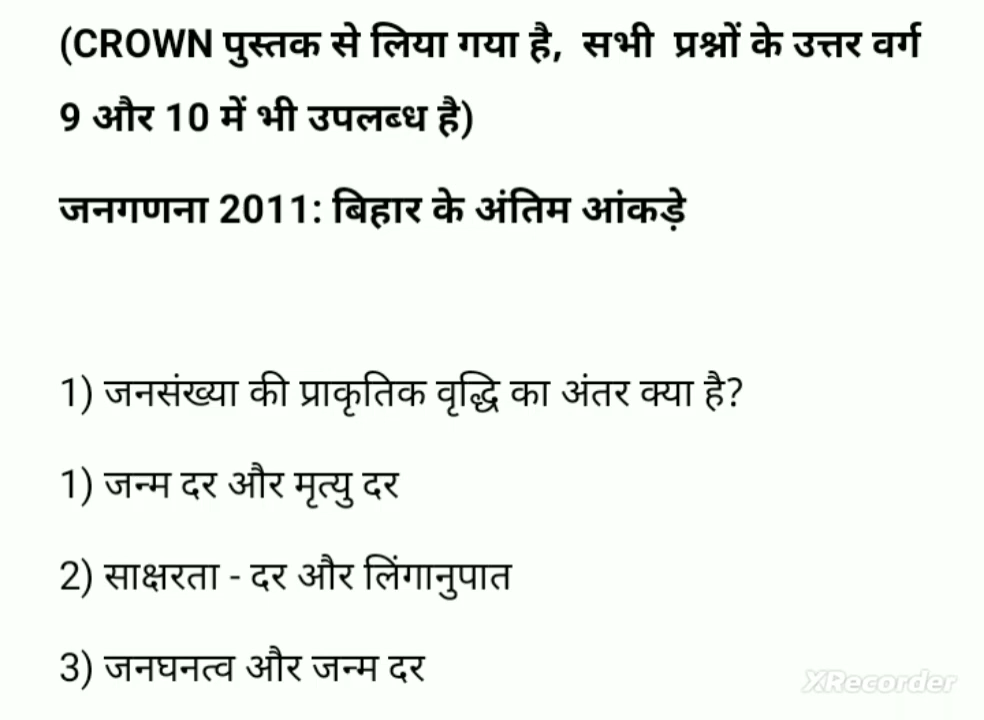 (CROWN पुस्तक से लिया गया है, सभी प्रश्नों के उत्तर वर्ग
9 और 10 में भी उपलब्ध है)
जनगणना 2011: बिहार के अंतिम आंकड़े
1) जनसंख्या की प्राकृतिक वृद्धि का अंतर क्या है?
1) जन्म दर और मृत्यु दर
2) साक्षरता - दर और लिंगानुपात
3) जनघनत्व और जन्म दर
XRecorder